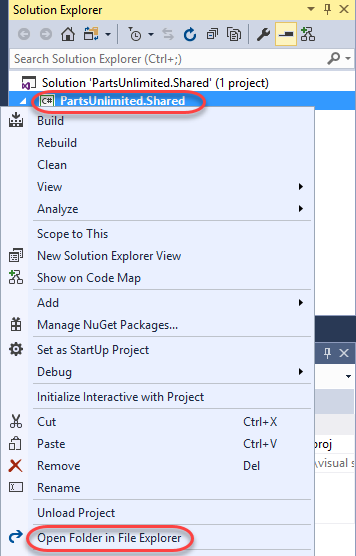 Solution Explorer
Search Solution Explorer (Ctrl+;)
Solution 'PartsUnlimited.Shared' (1 project)
C# PartsUnlimited.Shared
Build
Rebuild
Clean
View
Analyze
Scope to This
New Solution Explorer View
Show on Code Map
Add
Manage NuGet Packages...
Set as StartUp Project
Debug
Initialize Interactive with Project
Cut Ctrl+X
Paste Ctrl+V
proj
Remove Del
\visual s
Rename
Unload Project
Open Folder in File Explorer